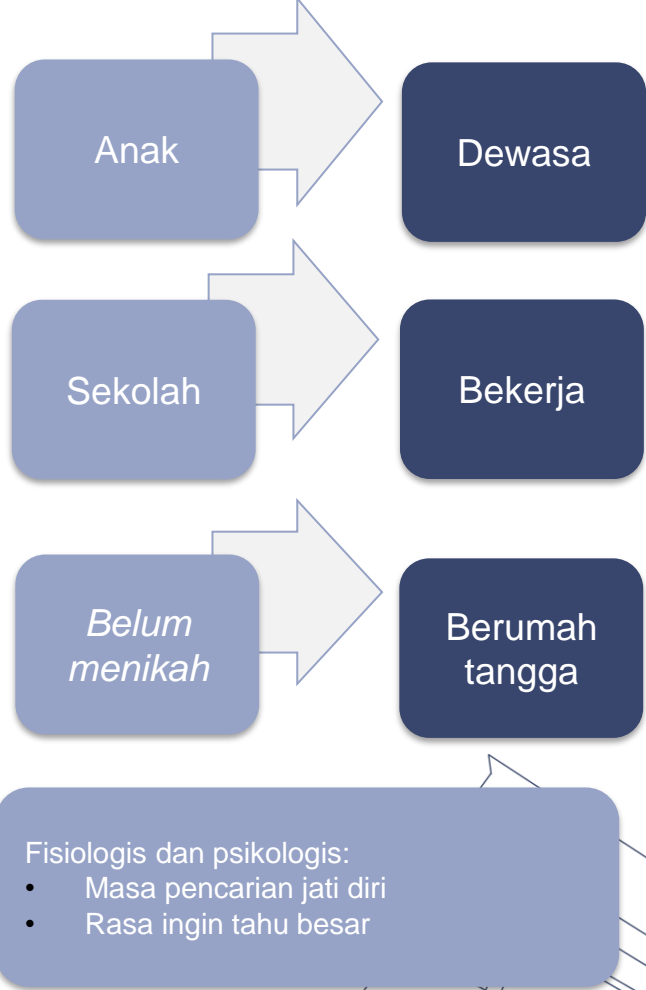 Anak
Dewasa
Sekolah
Bekerja
Belum
menikah
Berumah
tangga
Fisiologis dan psikologis:
• Masa pencarian jati diri
• Rasa ingin tahu besar